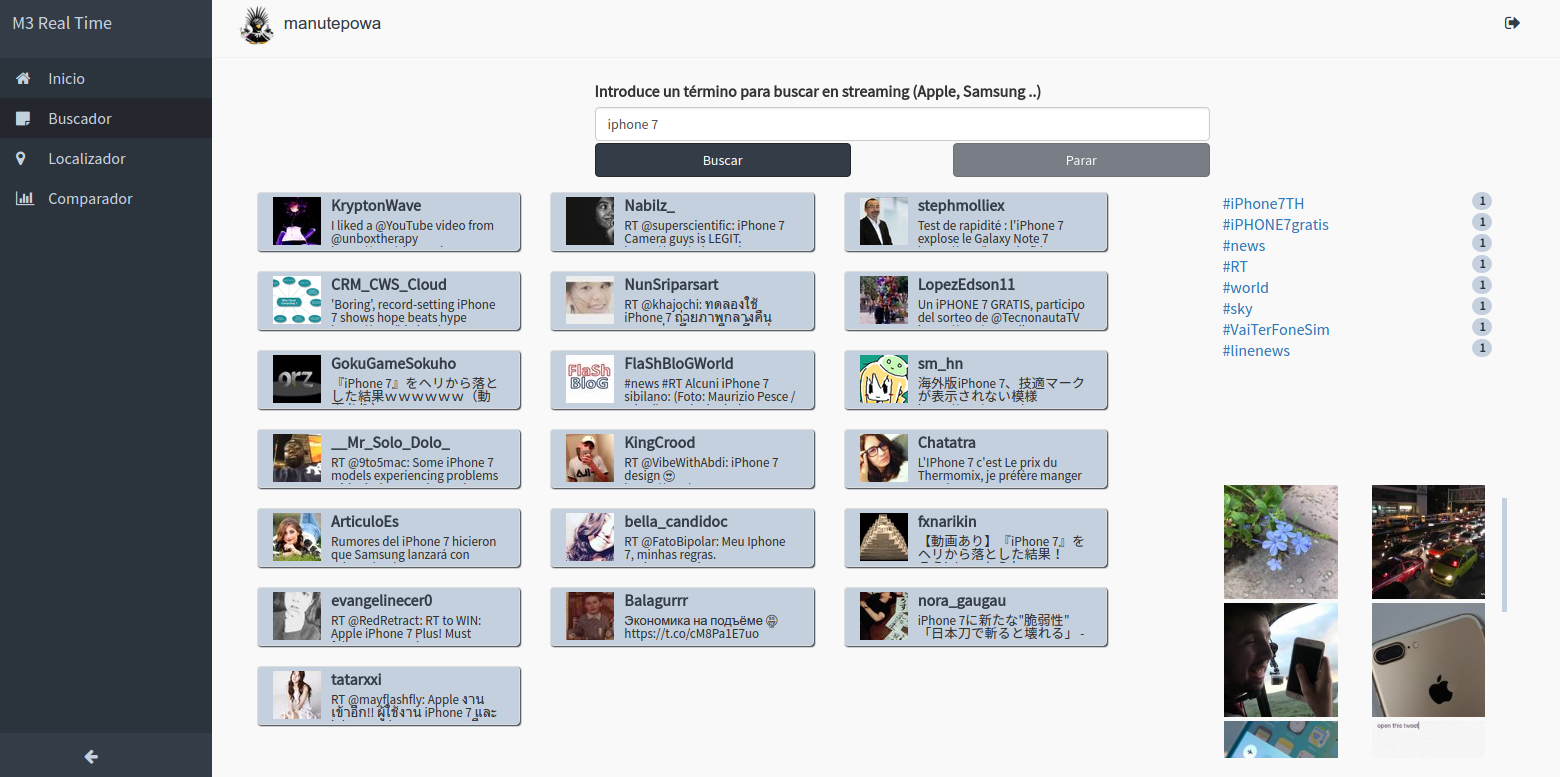 M3 Real Time
manutepowa
Inicio
Buscador
Localizador
Comparador
Introduce un término para buscar en streaming (Apple, Samsung ..)
iphone 7
Buscar
Parar
KryptonWave
I liked a @YouTube video from
@unboxtherapy
Nabilz_
RT @superscientific: iPhone 7
Camera guys is LEGIT.
stephmolliex
Test de rapidité : l'iPhone 7
explose le Galaxy Note 7
CRM_CWS_Cloud
'Boring', record-setting iPhone
7 shows hope beats hype
NunSriparsart
RT @khajochi: ทดลองใช้
iPhone 7 ถ่ายภาพกลางคืน
LopezEdson11
Un iPHONE 7 GRATIS, participo
del sorteo de @TecnonautaTV
GokuGameSokuho
『iPhone 7』をヘリから落と
した結果ｗｗｗｗｗｗ（動
FlaShBloGWorld
#news #RT Alcuni iPhone 7
sibilano: (Foto: Maurizio Pesce /
sm_hn
海外版iPhone 7、技適マーク
が表示されない模様
__Mr_Solo_Dolo_
RT @9to5mac: Some iPhone 7
models experiencing problems
KingCrood
RT @VibeWithAbdi: iPhone 7
design 😍
Chatatra
L'IPhone 7 c'est Le prix du
Thermomix, je préfère manger
ArticuloEs
Rumores del iPhone 7 hicieron
que Samsung lanzará con
bella_candidoc
RT @FatoBipolar: Meu Iphone
7, minhas regras.
fxnarikin
【動画あり】『iPhone 7』を
ヘリから落とした結果！
evangelinecer0
RT @RedRetract: RT to WIN:
Apple iPhone 7 Plus! Must
Balagurrr
Экономика на подъёме
https://t.co/cM8Pa1E7uo
nora_gaugau
iPhone 7に新たな"脆弱性"
「日本刀で斬ると壊れる」 -
tatarxxi
RT @mayflashfly: Apple งาน
เข้าอีก!! ผู้ใช้งาน iPhone 7 และ
#iPhone7TH 1
#iPHONE7gratis 1
#news 1
#RT 1
#world 1
#sky 1
#VaiTerFoneSim 1
#linenews 1
FlaSh
BloG
orz
open this tweet